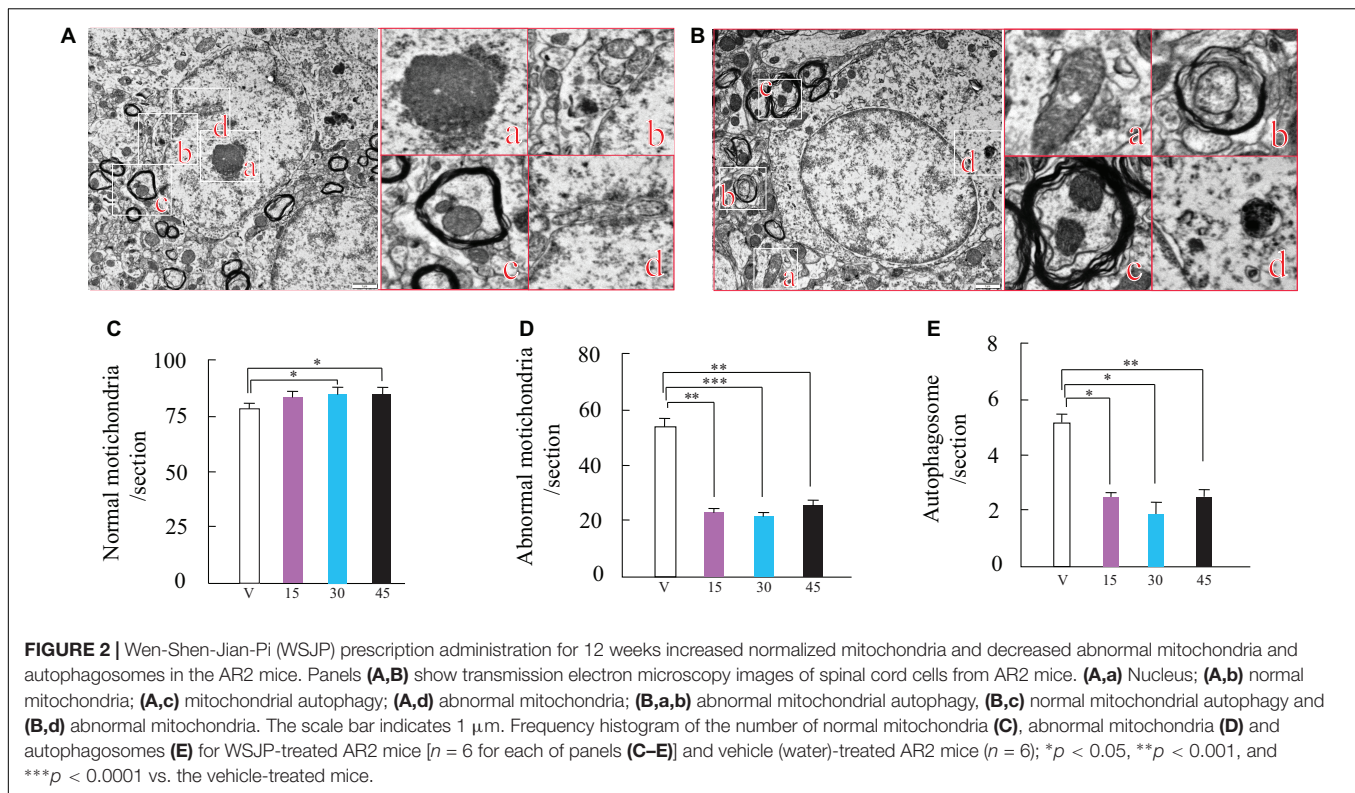 A
a
b
c
d
d
b
a
c
B
c
d
b
a
a
b
c
d
C
Normal motichondria
/section
100
75
50
25
0
V 15 30 45
*
*
D
Abnormal motichondria
/section
80
60
40
20
0
V 15 30 45
**
***
**
E
Autophagosome
/section
8
6
4
2
0
V 15 30 45
**
*
*
FIGURE 2 | Wen-Shen-Jian-Pi (WSJP) prescription administration for 12 weeks increased normalized mitochondria and decreased abnormal mitochondria and
autophagosomes in the AR2 mice. Panels (A,B) show transmission electron microscopy images of spinal cord cells from AR2 mice. (A,a) Nucleus; (A,b) normal
mitochondria; (A,c) mitochondrial autophagy; (A,d) abnormal mitochondria; (B,a,b) abnormal mitochondrial autophagy, (B,c) normal mitochondrial autophagy and
(B,d) abnormal mitochondria. The scale bar indicates 1 μm. Frequency histogram of the number of normal mitochondria (C), abnormal mitochondria (D) and
autophagosomes (E) for WSJP-treated AR2 mice [n = 6 for each of panels (C–E)] and vehicle (water)-treated AR2 mice (n = 6); *p < 0.05, **p < 0.001, and
***p < 0.0001 vs. the vehicle-treated mice.